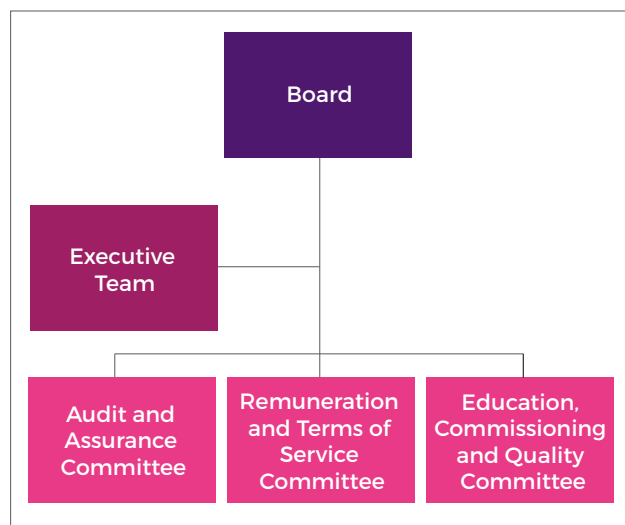 Board
Executive
Team
Audit and
Assurance
Committee
Remuneration
and Terms of
Service
Committee
Education,
Commissioning
and Quality
Committee